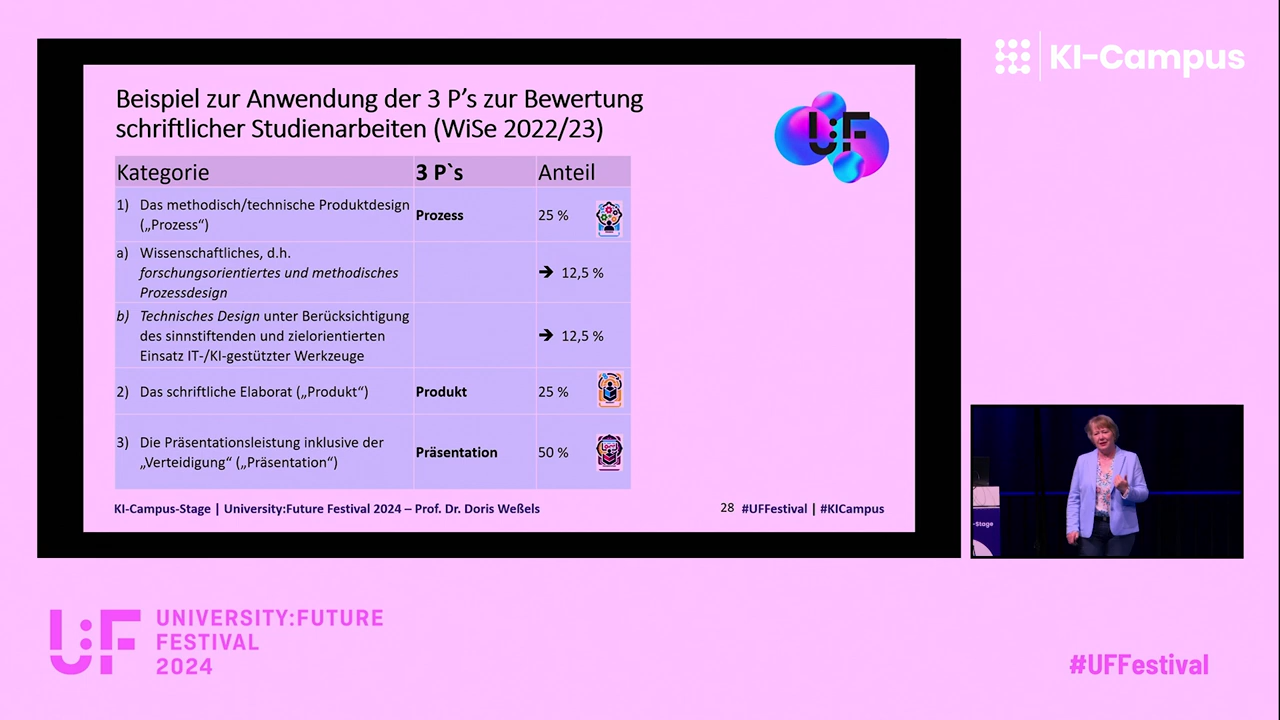 KI-Campus
Beispiel zur Anwendung der 3 P’s zur Bewertung
schriftlicher Studienarbeiten (WiSe 2022/23)
U:F
Kategorie 3 P`s Anteil
1) Das methodisch/technische Produktdesign
(„Prozess“) Prozess 25 %
a) Wissenschaftliches, d.h.
forschungsorientiertes und methodisches
Prozessdesign ➔ 12,5 %
b) Technisches Design unter Berücksichtigung
des sinnstiftenden und zielorientierten
Einsatz IT-/KI-gestützter Werkzeuge ➔ 12,5 %
2) Das schriftliche Elaborat („Produkt“) Produkt 25 %
3) Die Präsentationsleistung inklusive der
„Verteidigung“ („Präsentation“) Präsentation 50 %
KI-Campus-Stage | University:Future Festival 2024 – Prof. Dr. Doris Weßels 28 #UFFestival | #KICampus
-Stage
U:F
UNIVERSITY:FUTURE
FESTIVAL
2024
#UFFestival